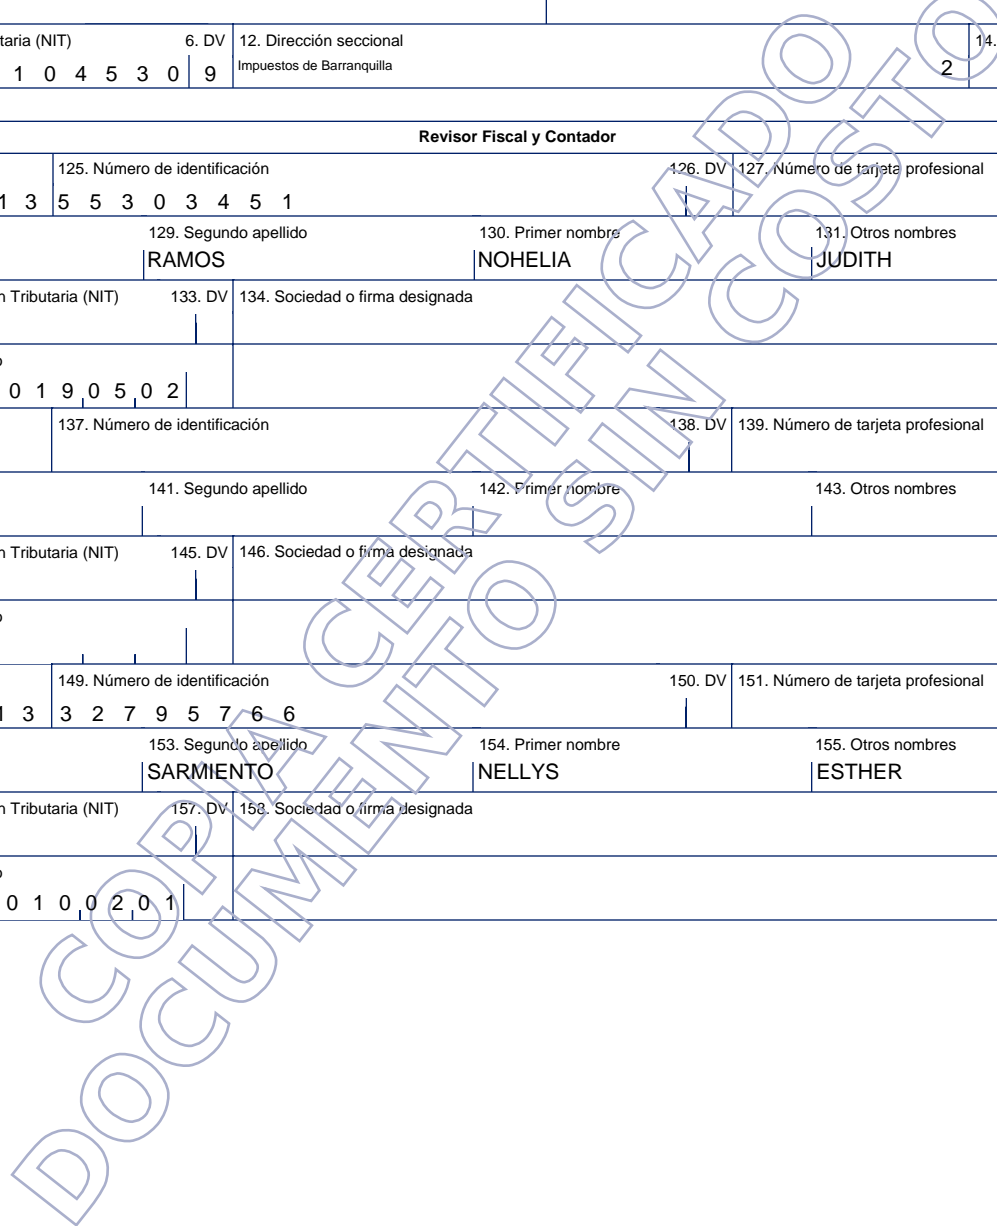 taria (NIT) 6. DV 12. Dirección seccional 14.
1 0 4 5 3 0 9 Impuestos de Barranquilla 2
Revisor Fiscal y Contador
125. Número de identificación 126. DV 127. Número de tarjeta profesional
1 3 5 5 3 0 3 4 5 1
129. Segundo apellido 130. Primer nombre 131. Otros nombres
RAMOS NOHELIA JUDITH
n Tributaria (NIT) 133. DV 134. Sociedad o firma designada
o
0 1 9 0 5 0 2
137. Número de identificación 138. DV 139. Número de tarjeta profesional
141. Segundo apellido 142. Primer nombre 143. Otros nombres
n Tributaria (NIT) 145. DV 146. Sociedad o firma designada
o
149. Número de identificación 150. DV 151. Número de tarjeta profesional
1 3 3 2 7 9 5 7 6 6
153. Segundo apellido 154. Primer nombre 155. Otros nombres
SARMIENTO NELLYS ESTHER
n Tributaria (NIT) 157. DV 158. Sociedad o firma designada
o
0 1 0 0 2 0 1
COPIA CERTIFICADO
DOCUMENTO SIN COSTO